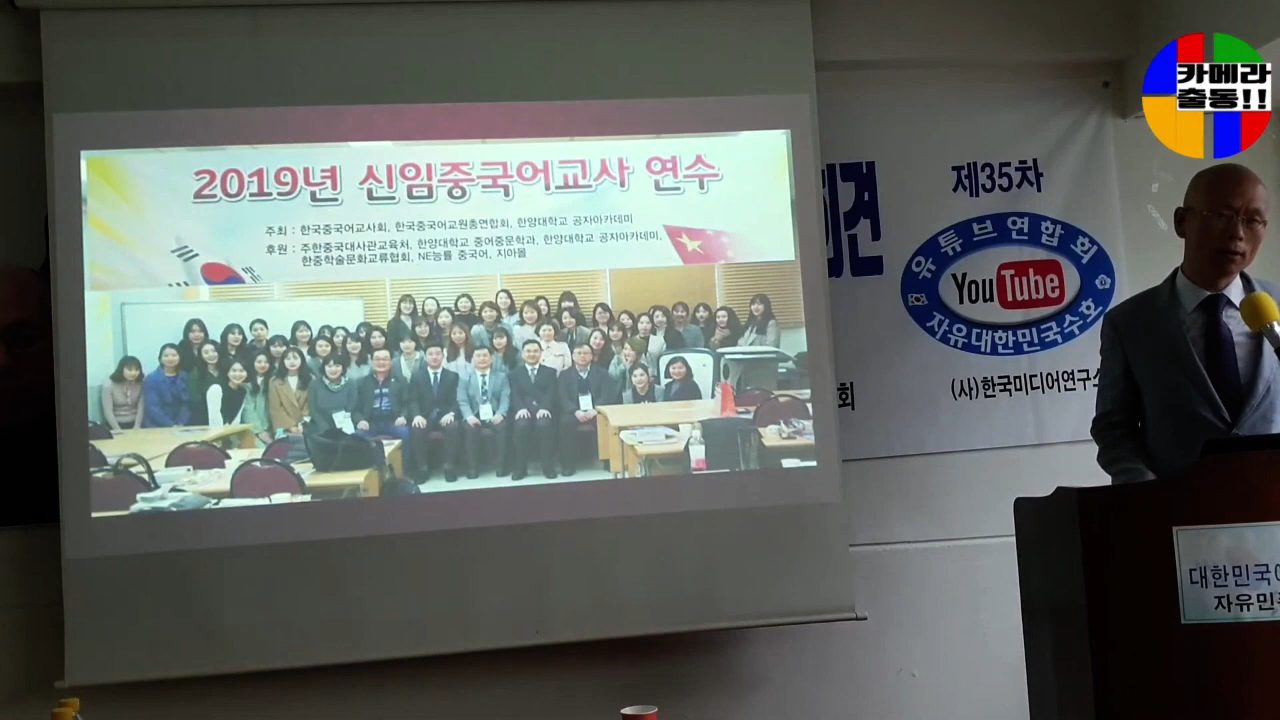 카메라
출동!!
2019년 신임중국어교사 연수
주최 : 한국중국어교사회, 한국중국어교원총연합회, 한양대학교 공자아카데미
후원 : 주한중국대사관교육처, 한양대학교 중어중문학과, 한양대학교 공자아카데미,
한중학술문화교류협회, NE능률 중국어, 지아몰
회견
제35차
유튜브연합회
YouTube
자유대한민국수호
회
(사)한국미디어연구소
대한민국
자유민